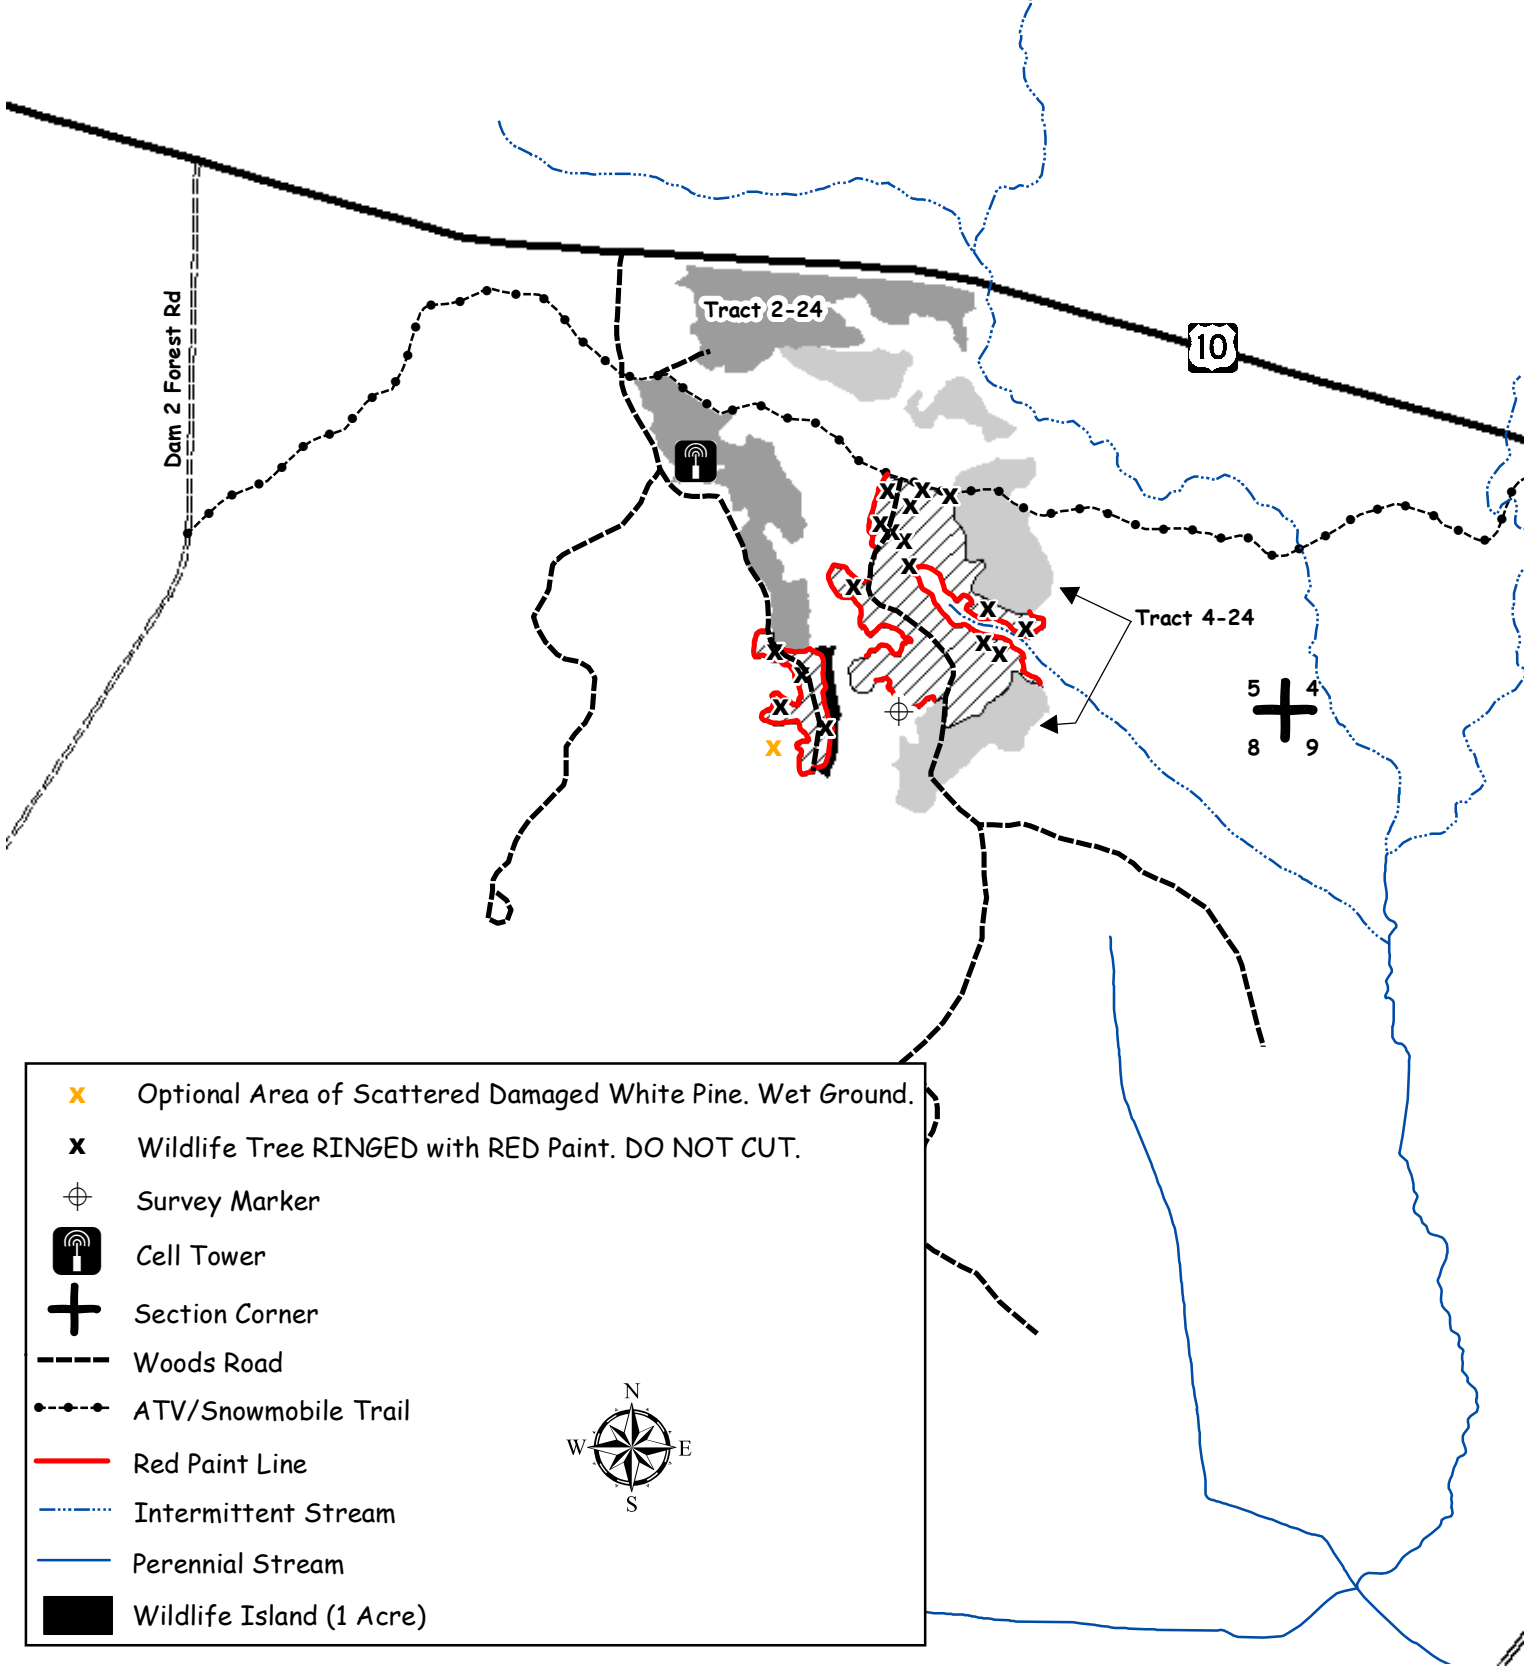 Dam 2 Forest Rd
Tract 2-24
10
Tract 4-24
5 4
8 9
x
x x x
x
x
x x
x
x
x
x
x
x
x
x
x
x
x
x Optional Area of Scattered Damaged White Pine. Wet Ground.
x Wildlife Tree RINGED with RED Paint. DO NOT CUT.
Survey Marker
Cell Tower
Section Corner
Woods Road
ATV/Snowmobile Trail
Red Paint Line
Intermittent Stream
Perennial Stream
Wildlife Island (1 Acre)
N
W E
S